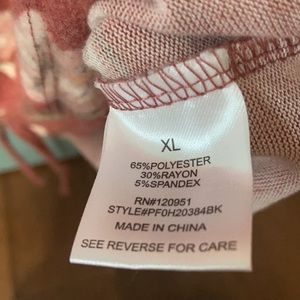 XL
65%POLYESTER
30%RAYON
5%SPANDEX
RN#120951
STYLE#PF0H20384BK
MADE IN CHINA
SEE REVERSE FOR CARE